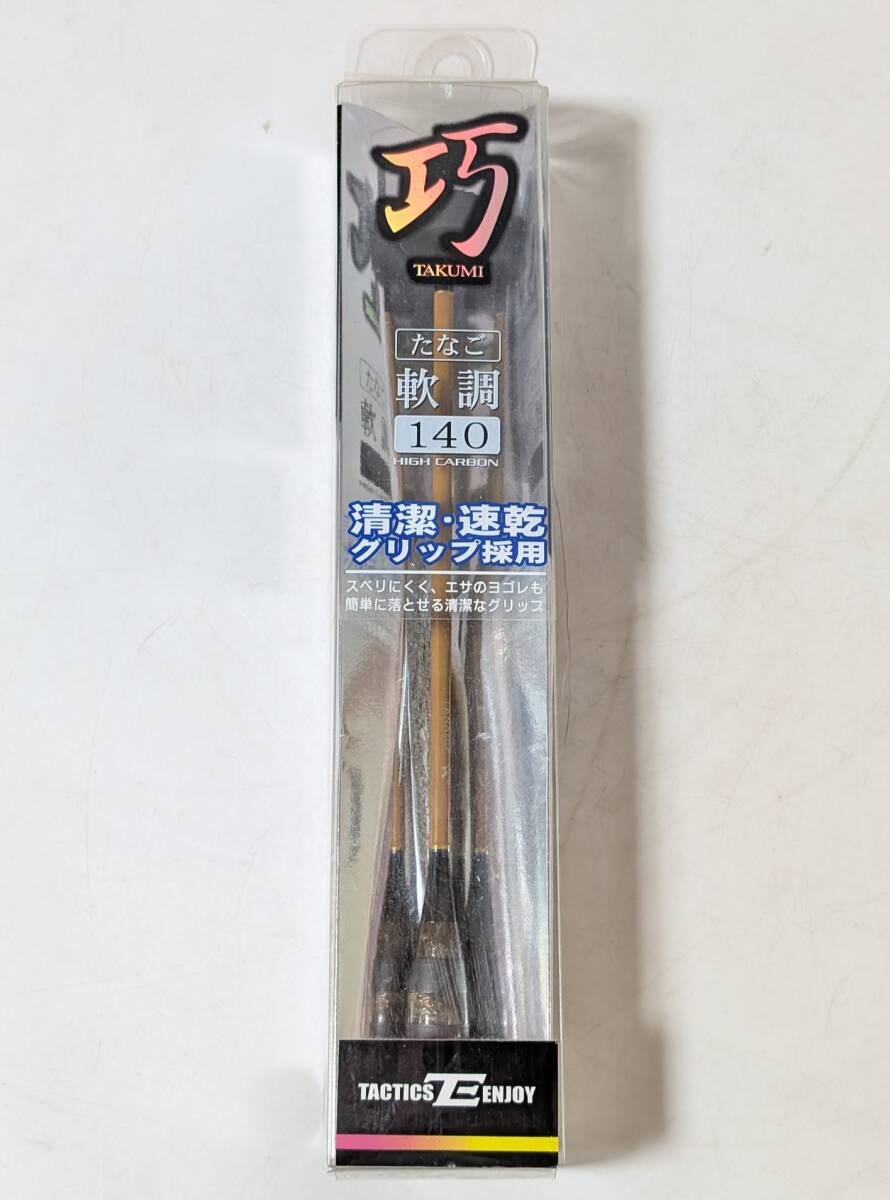 巧
TAKUMI
たなご
軟調
140
HIGH CARBON
清潔・速乾
グリップ採用
スベリにくく、エサのヨゴレも
簡単に落とせる清潔なグリップ
TACTICS TE ENJOY